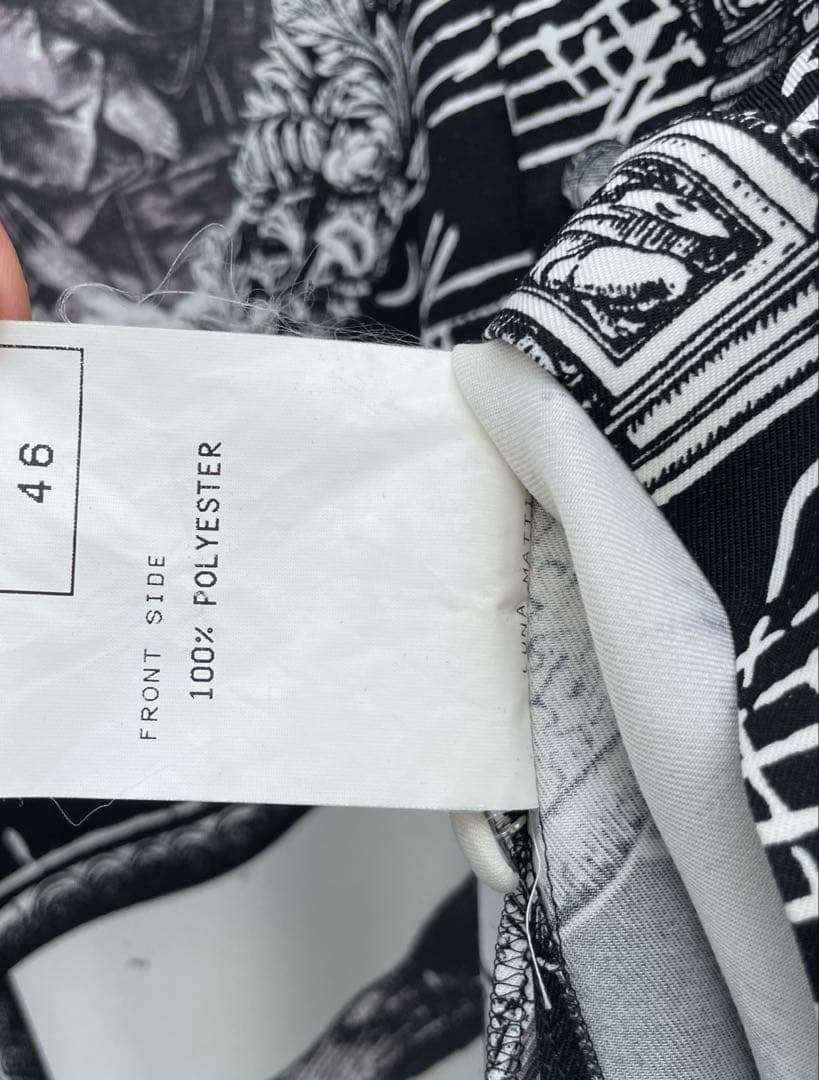 46
FRONT SIDE
100% POLYESTER